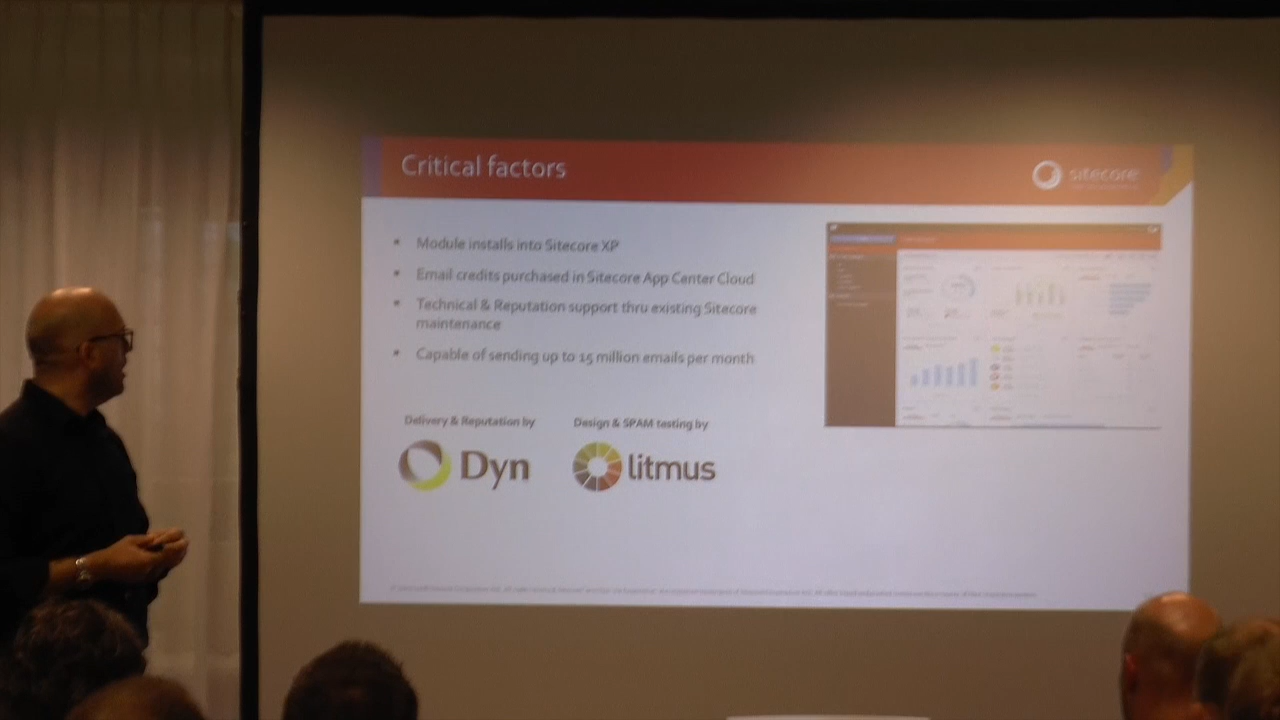 Critical factors
sitecore
Module installs into Sitecore XP
Email credits purchased in Sitecore App Center Cloud
Technical & Reputation support thru existing Sitecore
maintenance
Capable of sending up to 15 million emails per month
Delivery & Reputation by
Design & SPAM testing by
Dyn
litmus